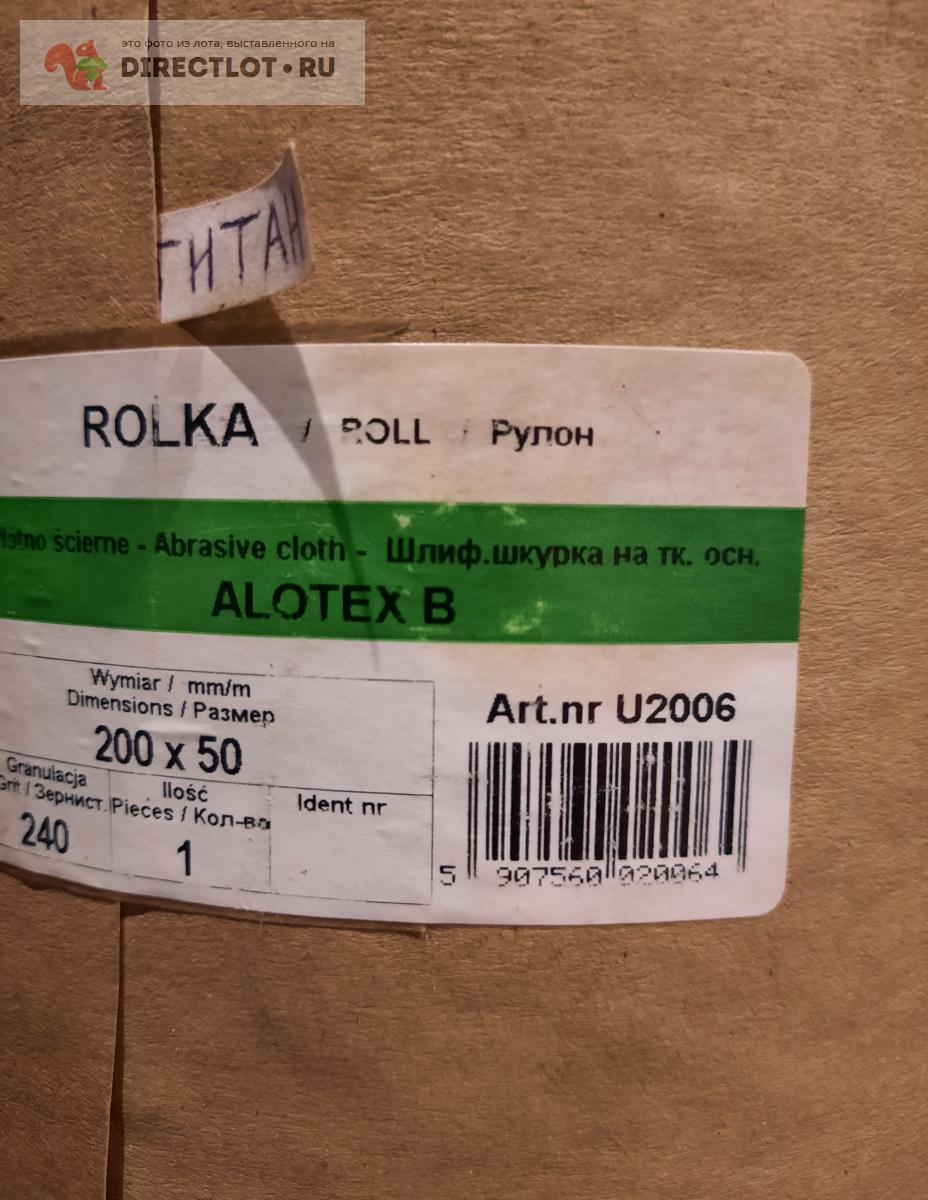 это фото из лота, выставленного на
DIRECTLOT•RU
ГИТАН
ROLKA / ROLL / Рулон
płótno ścierne - Abrasive cloth - Шлиф.шкурка на тк. осн.
ALOTEX B
Wymiar / mm/m
Dimensions / Размер
200 x 50
Art.nr U2006
Granulacja
Grit / Зернист.
240
Ilość
Pieces / Кол-во
1
Ident nr
5 907560 020064